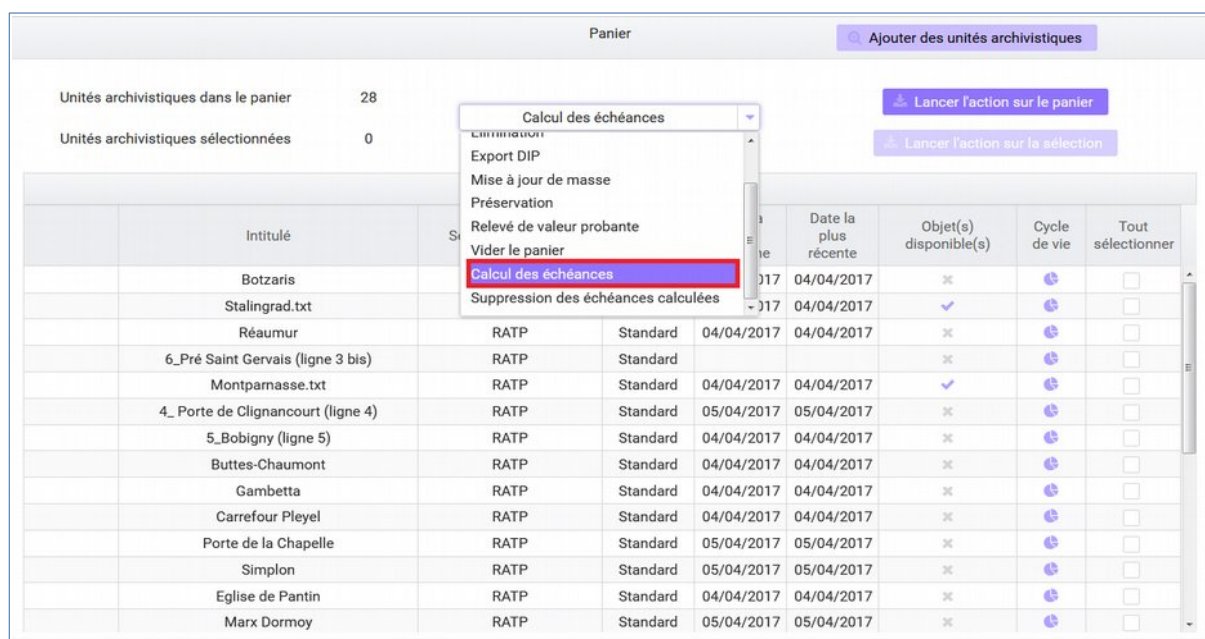 Panier
Ajouter des unités archivistiques
Unités archivistiques dans le panier 28
Lancer l'action sur le panier
Calcul des échéances
Unités archivistiques sélectionnées 0
Lancer l'action sur la sélection
Elimination
Export DIP
Mise à jour de masse
Préservation
Relevé de valeur probante
Vider le panier
Calcul des échéances
Suppression des échéances calculées
Intitulé
Date la plus récente
Objet(s) disponible(s)
Cycle de vie
Tout sélectionner
Botzaris 04/04/2017
Stalingrad.txt 04/04/2017
Réaumur RATP Standard 04/04/2017 04/04/2017
6_Pré Saint Gervais (ligne 3 bis) RATP Standard
Montparnasse.txt RATP Standard 04/04/2017 04/04/2017
4_ Porte de Clignancourt (ligne 4) RATP Standard 05/04/2017 05/04/2017
5_Bobigny (ligne 5) RATP Standard 04/04/2017 04/04/2017
Buttes-Chaumont RATP Standard 04/04/2017 04/04/2017
Gambetta RATP Standard 04/04/2017 04/04/2017
Carrefour Pleyel RATP Standard 04/04/2017 04/04/2017
Porte de la Chapelle RATP Standard 05/04/2017 05/04/2017
Simplon RATP Standard 05/04/2017 05/04/2017
Eglise de Pantin RATP Standard 04/04/2017 04/04/2017
Marx Dormoy RATP Standard 05/04/2017 05/04/2017